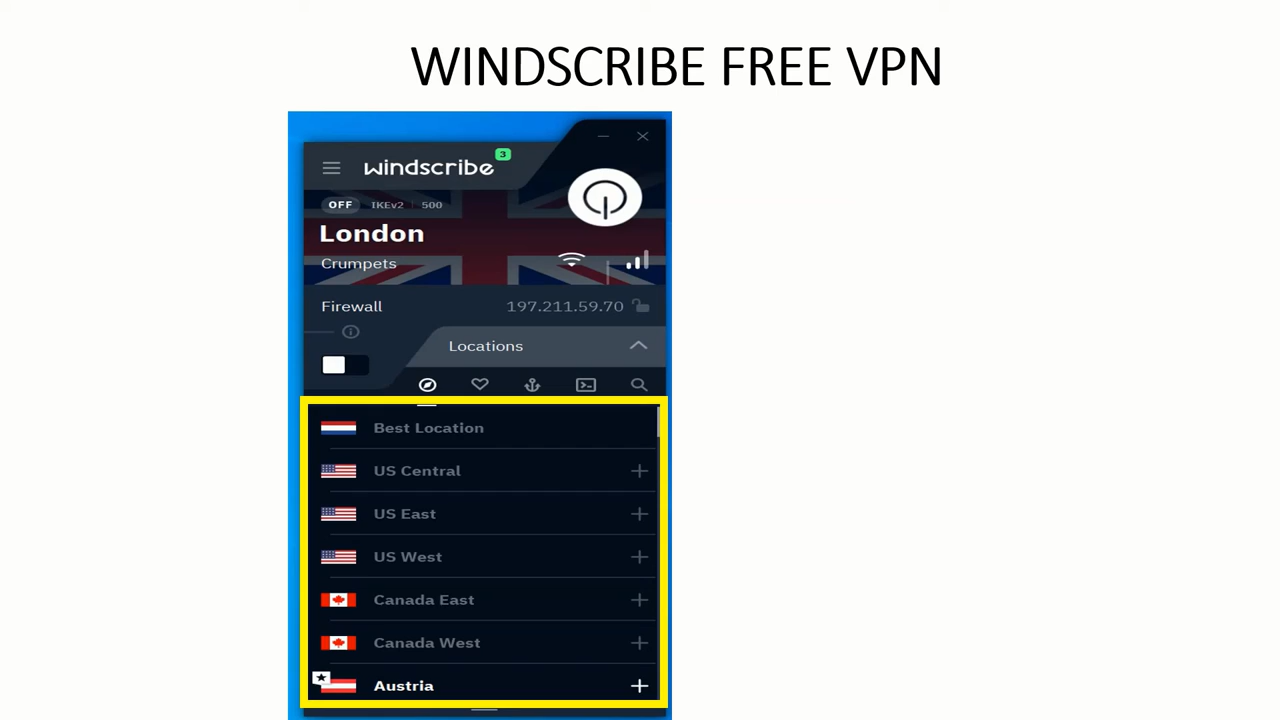 WINDSCRIBE FREE VPN
windscribe 3
OFF IKEv2 500
London
Crumpets
Firewall 197.211.59.70
Locations
Best Location
US Central
US East
US West
Canada East
Canada West
Austria